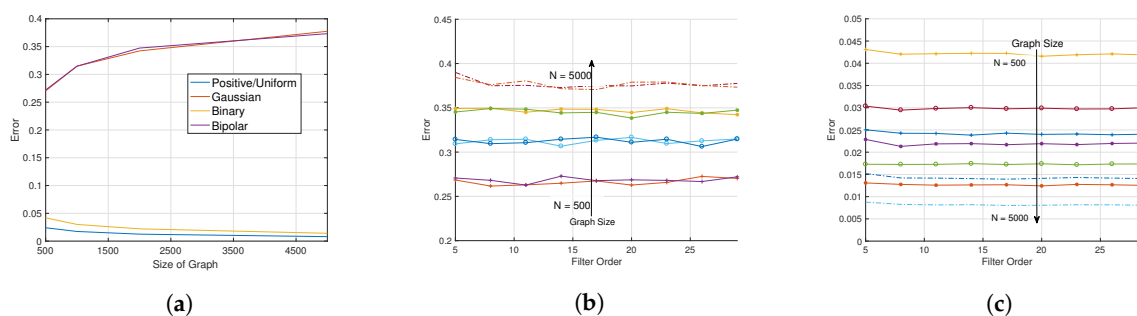 0.4
0.35
0.3
0.25
0.2
0.15
0.1
0.05
0
Error
Positive/Uniform
Gaussian
Binary
Bipolar
500 1500 2500 3500 4500
Size of Graph
(a)
0.45
0.4
0.35
0.3
0.25
0.2
Error
N = 5000
Error
N = 500
Graph Size
5 10 15 20 25
Filter Order
(b)
0.05
0.045
0.04
0.035
0.03
0.025
0.02
0.015
0.01
0.005
0
Graph Size
N = 500
Error
N = 5000
5 10 15 20 25
Filter Order
(c)